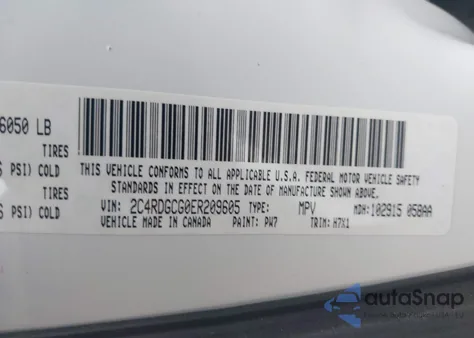 6050 LB
TIRES
PSI) COLD
TIRES
PSI) COLD
THIS VEHICLE CONFORMS TO ALL APPLICABLE U.S.A. FEDERAL MOTOR VEHICLE SAFETY
STANDARDS IN EFFECT ON THE DATE OF MANUFACTURE SHOWN ABOVE.
VIN: 2C4RDGCG0ER209605 TYPE: MPV MDH: 102915 058AA
VEHICLE MADE IN CANADA PAINT: PW7 TRIM: H7X1
autoSnap